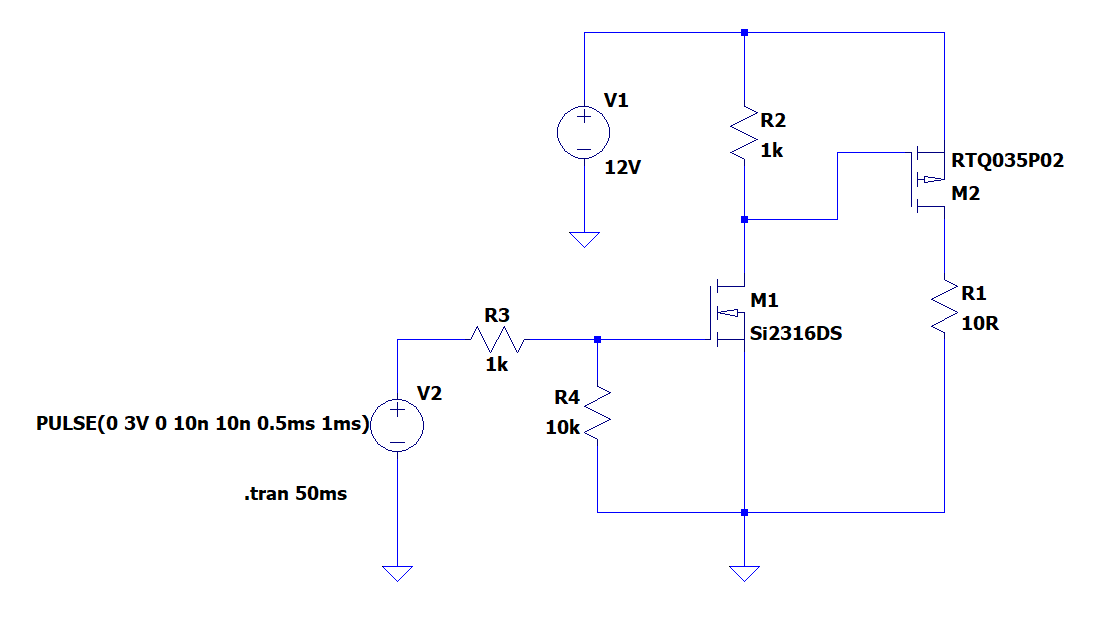 V1
12V
R2
1k
RTQ035P02
M2
R3
1k
M1
Si2316DS
R1
10R
V2
PULSE(0 3V 0 10n 10n 0.5ms 1ms)
R4
10k
.tran 50ms